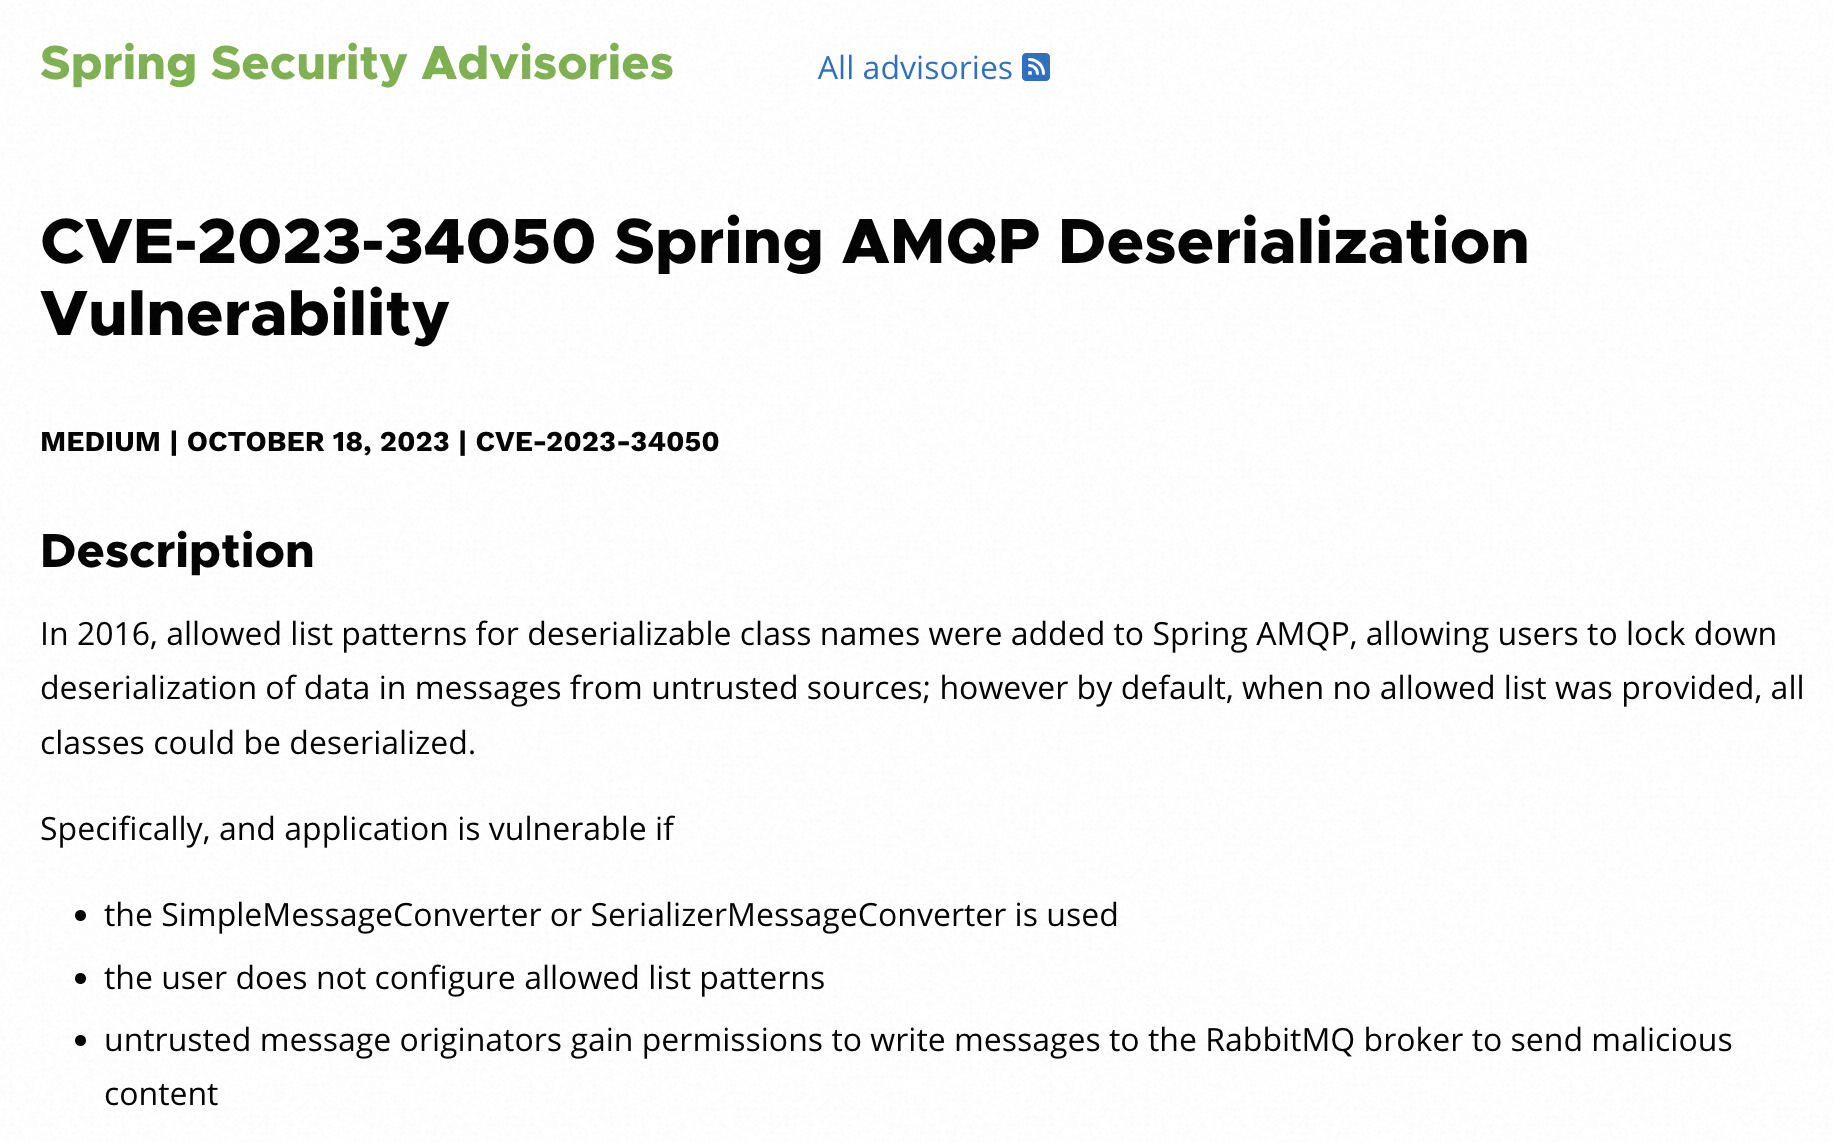 Spring Security Advisories
All advisories
CVE-2023-34050 Spring AMQP Deserialization
Vulnerability
MEDIUM | OCTOBER 18, 2023 | CVE-2023-34050
Description
In 2016, allowed list patterns for deserializable class names were added to Spring AMQP, allowing users to lock down
deserialization of data in messages from untrusted sources; however by default, when no allowed list was provided, all
classes could be deserialized.
Specifically, and application is vulnerable if
• the SimpleMessageConverter or SerializerMessageConverter is used
• the user does not configure allowed list patterns
• untrusted message originators gain permissions to write messages to the RabbitMQ broker to send malicious
content